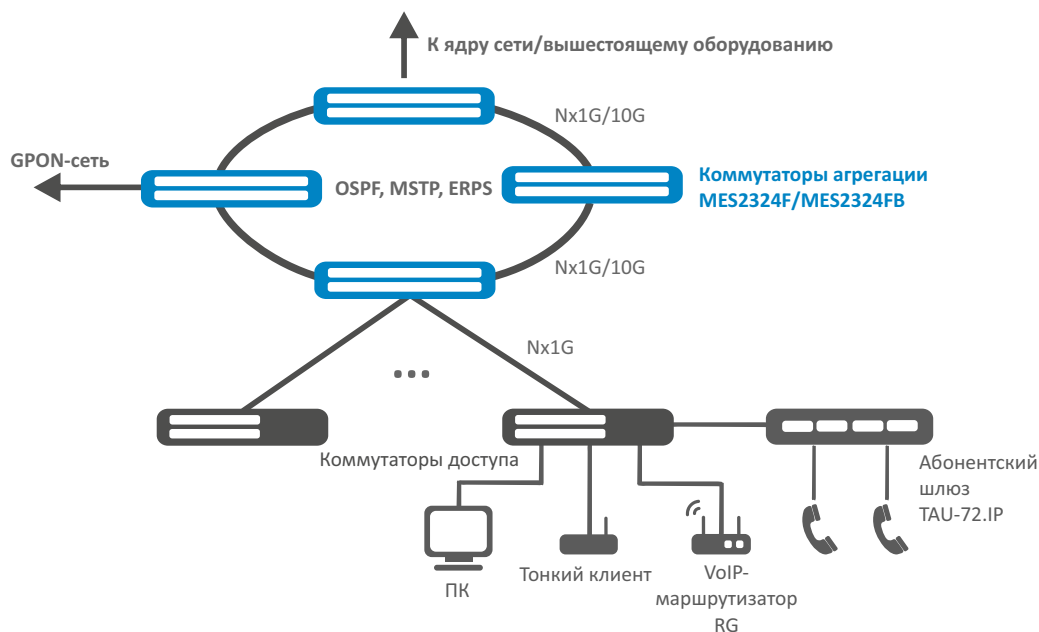 К ядру сети/вышестоящему оборудованию
Nx1G/10G
GPON-сеть
OSPF, MSTP, ERPS
Коммутаторы агрегации
MES2324F/MES2324FB
Nx1G/10G
Nx1G
...
Коммутаторы доступа
Абонентский
шлюз
TAU-72.IP
ПК
Тонкий клиент
VoIP-
маршрутизатор
RG